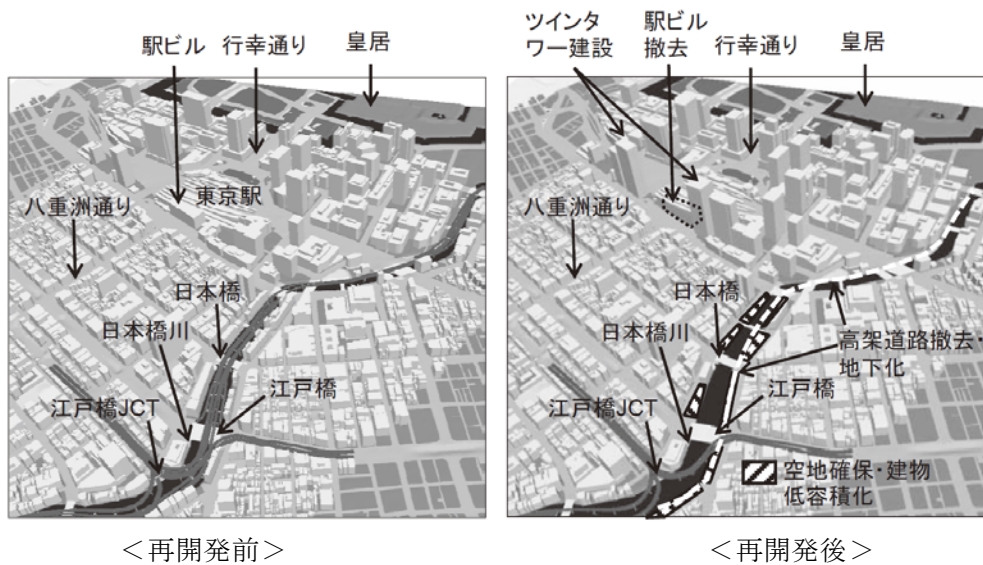 駅ビル
行幸通り
皇居
東京駅
八重洲通り
日本橋
日本橋川
江戸橋JCT
江戸橋
<再開発前>
ツインタ
ワー建設
駅ビル
撤去
行幸通り
皇居
八重洲通り
日本橋
日本橋川
高架道路撤去・
地下化
江戸橋JCT
江戸橋
空地確保・建物
低容積化
<再開発後>